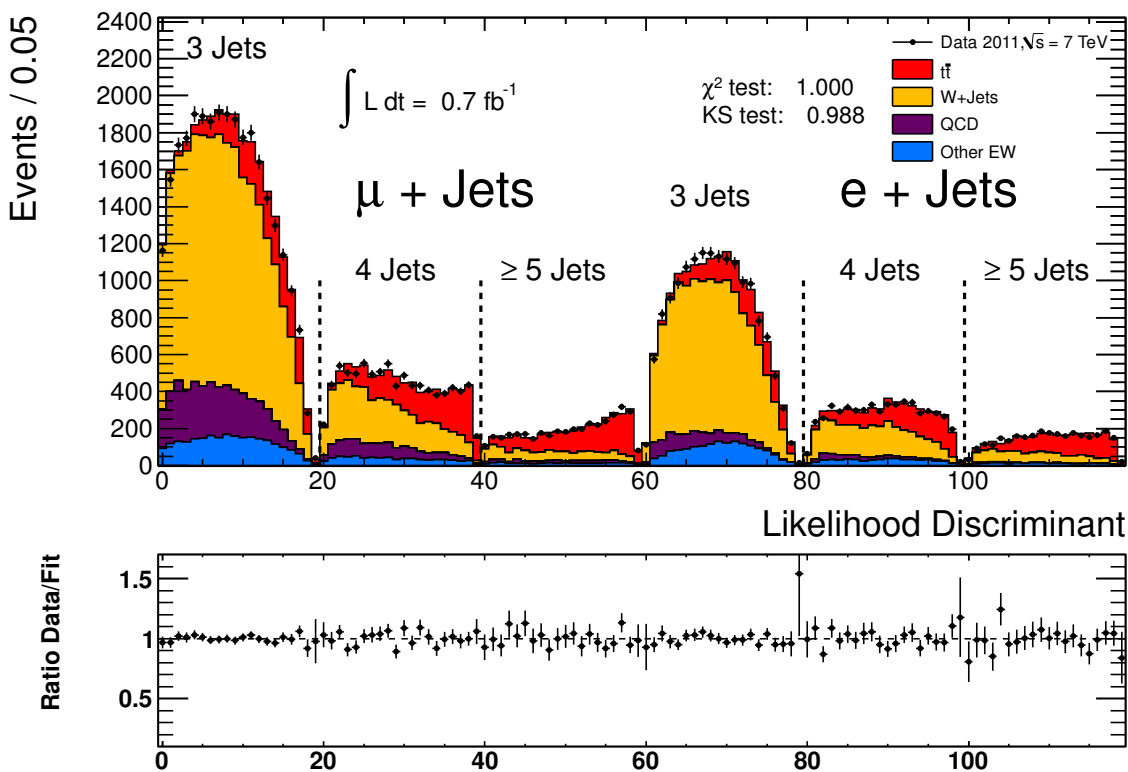 Events / 0.05
2400
2200
2000
1800
1600
1400
1200
1000
800
600
400
200
0
3 Jets
∫ L dt = 0.7 fb⁻¹
χ² test: 1.000
KS test: 0.988
Data 2011,√s = 7 TeV
tt̄
W+Jets
QCD
Other EW
μ + Jets
3 Jets
e + Jets
4 Jets
≥ 5 Jets
4 Jets
≥ 5 Jets
0 20 40 60 80 100
Likelihood Discriminant
Ratio Data/Fit
1.5
1
0.5
0 20 40 60 80 100